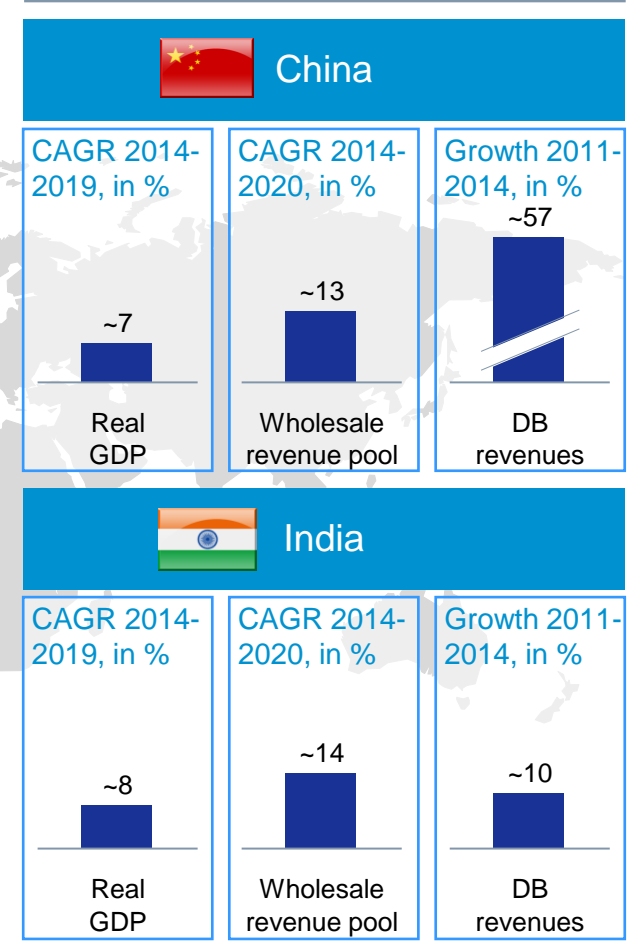 China
CAGR 2014-
2019, in %
~7
Real
GDP
CAGR 2014-
2020, in %
~13
Wholesale
revenue pool
Growth 2011-
2014, in %
~57
DB
revenues
India
CAGR 2014-
2019, in %
~8
Real
GDP
CAGR 2014-
2020, in %
~14
Wholesale
revenue pool
Growth 2011-
2014, in %
~10
DB
revenues